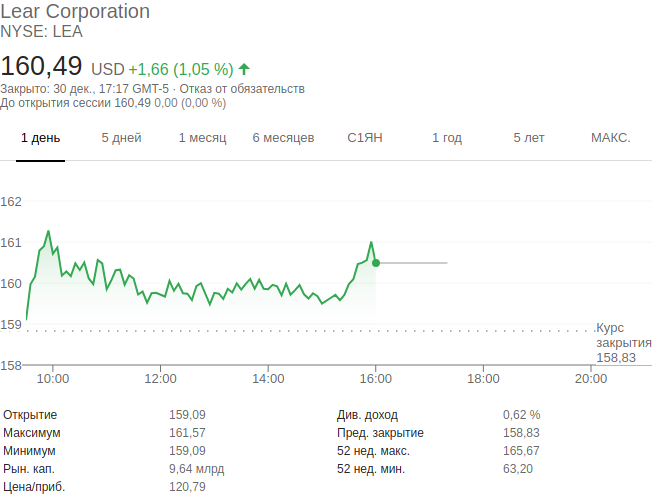 Lear Corporation
NYSE: LEA
160,49 USD +1,66 (1,05 %)
Закрыто: 30 дек., 17:17 GMT-5 · Отказ от обязательств
До открытия сессии 160,49 0,00 (0,00 %)
1 день 5 дней 1 месяц 6 месяцев С1ЯН 1 год 5 лет МАКС.
162
161
160
159
Курс
закрытия
158,83
158
10:00 12:00 14:00 16:00 18:00 20:00
Открытие 159,09 Див. доход 0,62 %
Максимум 161,57 Пред. закрытие 158,83
Минимум 159,09 52 нед. макс. 165,67
Рын. кап. 9,64 млрд 52 нед. мин. 63,20
Цена/приб. 120,79